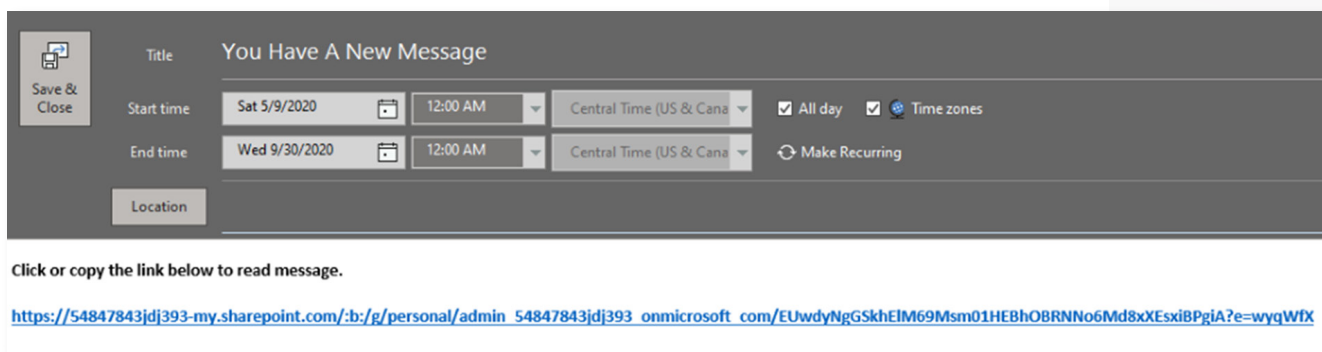 Title You Have A New Message
Save &
Close
Start time Sat 5/9/2020 12:00 AM Central Time (US & Cana All day Time zones
End time Wed 9/30/2020 12:00 AM Central Time (US & Cana Make Recurring
Location
Click or copy the link below to read message.
https://54847843jdj393-my.sharepoint.com/:b:/g/personal/admin_54847843jdj393_onmicrosoft_com/EUwdyNgGSkhElM69Msm01HEBhOBRNNo6Md8xXEsxiBPgiA?e=wyqWfX